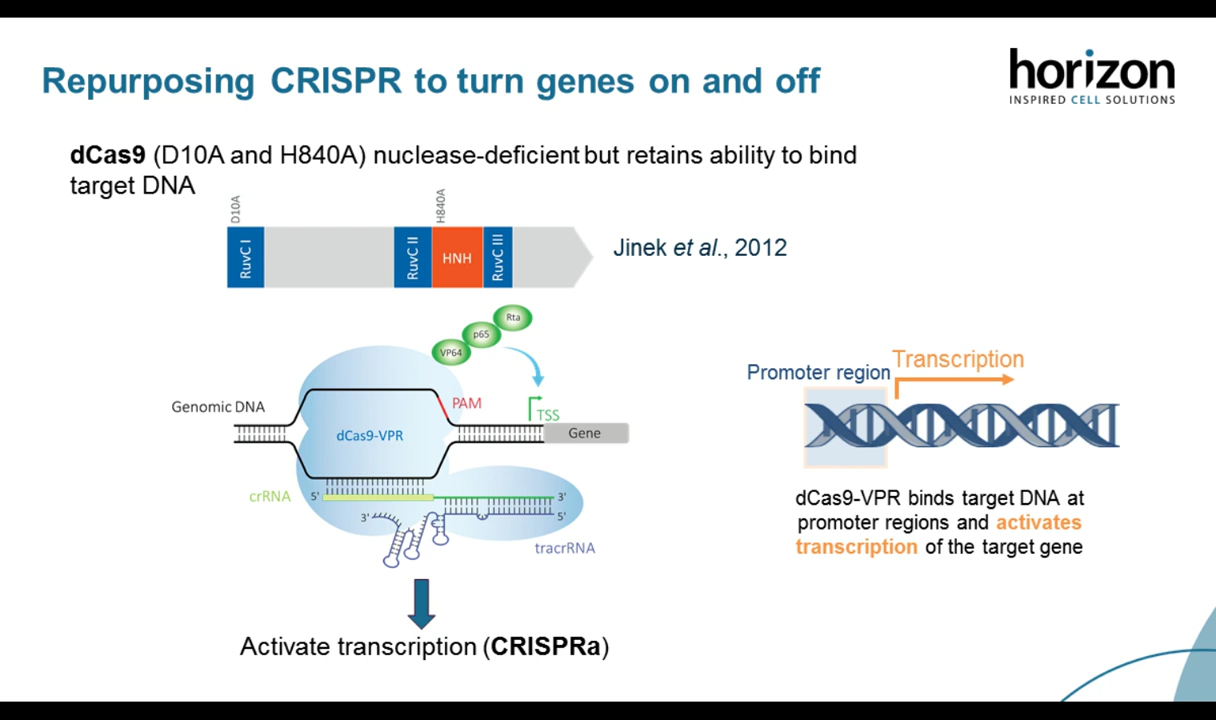 Repurposing CRISPR to turn genes on and off
horizon
INSPIRED CELL SOLUTIONS
dCas9 (D10A and H840A) nuclease-deficient but retains ability to bind
target DNA
D10A
H840A
RuvC I
RuvC II
HNH
RuvC III
Jinek et al., 2012
Rta
p65
VP64
Genomic DNA
PAM
TSS
dCas9-VPR
Gene
crRNA
5'
3'
3'
5'
tracrRNA
Activate transcription (CRISPRa)
Transcription
Promoter region
dCas9-VPR binds target DNA at
promoter regions and activates
transcription of the target gene